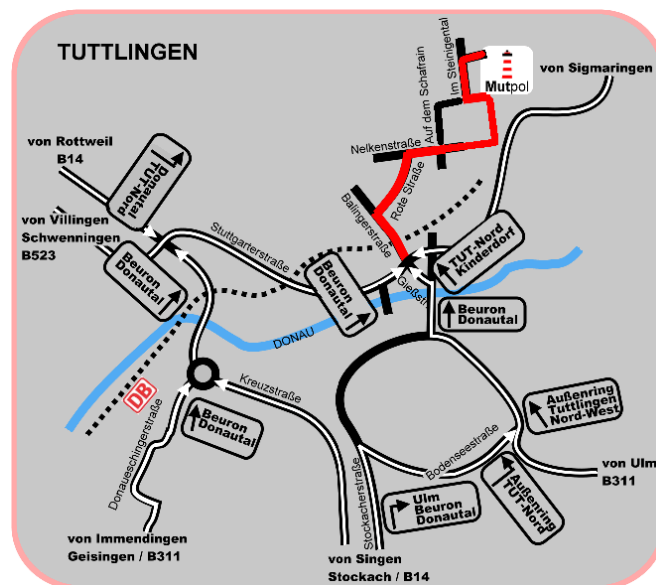 TUTTLINGEN
Im Steinigental
Mutpol
von Sigmaringen
Auf dem Schafrain
Nelkenstraße
von Rottweil
B14
Donautal
TUT-Nord
Rote Straße
Balingerstraße
von Villingen
Schwenningen
B523
Stuttgarterstraße
TUT-Nord
Kinderdorf
Beuron
Donautal
Beuron
Donautal
Gießstr.
Beuron
Donautal
DONAU
DB
Kreuzstraße
Beuron
Donautal
Donaueschingerstraße
Außenring
Tuttlingen
Nord-West
Bodenseestraße
von Ulm
B311
Außenring
TUT-Nord
Ulm
Beuron
Donautal
Stockacherstraße
von Immendingen
Geisingen / B311
von Singen
Stockach / B14